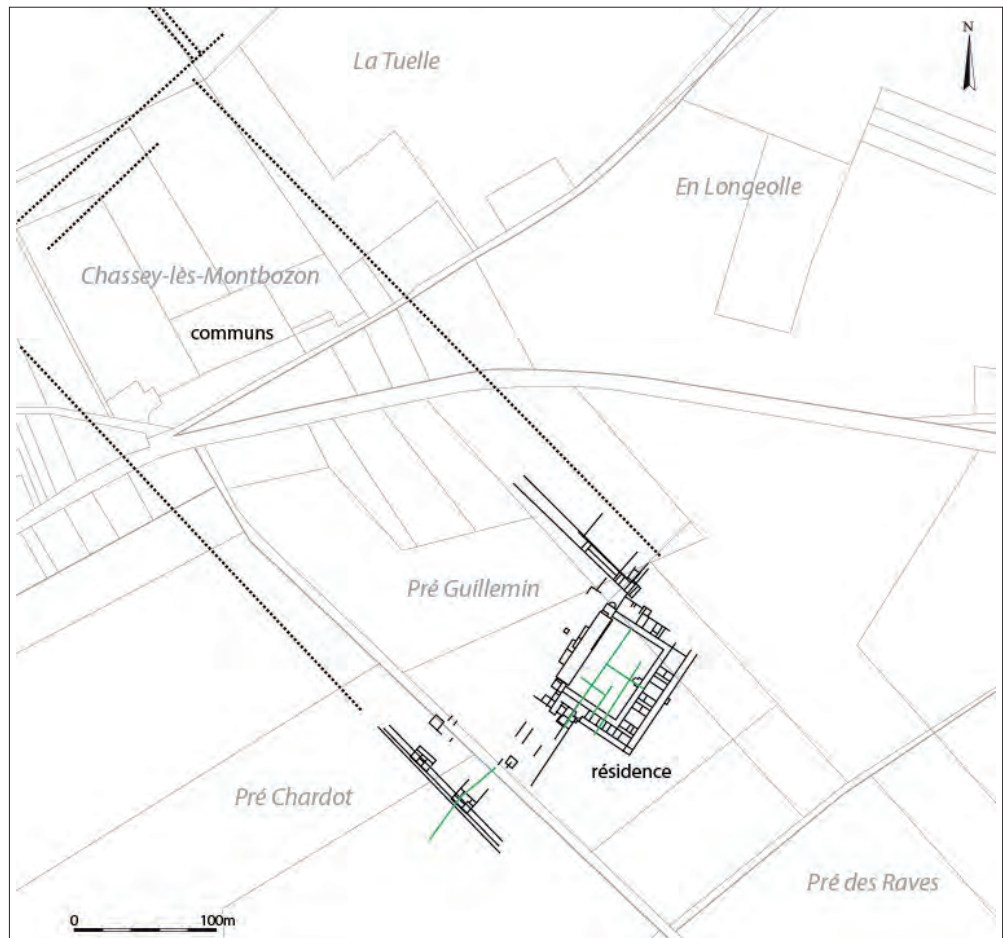 N
La Tuelle
En Longeolle
Chassey-lès-Montbozon
communs
Pré Guillemin
résidence
Pré Chardot
Pré des Raves
0 100m